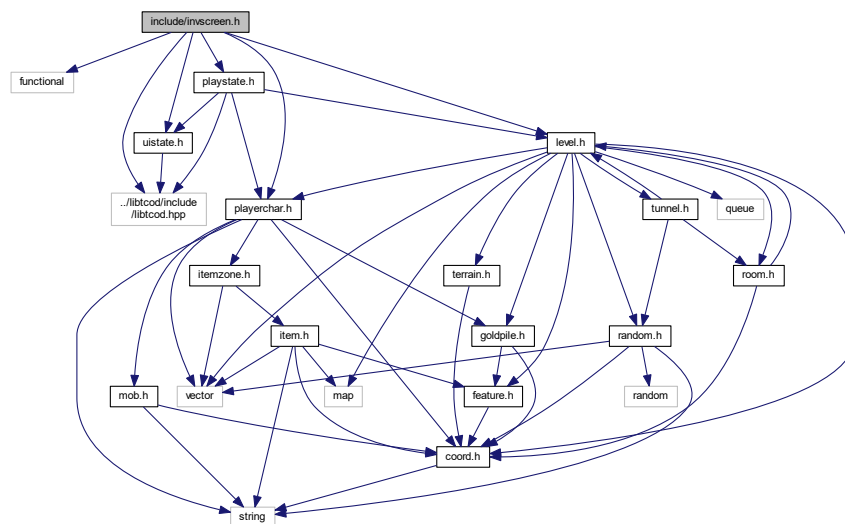 include/invscreen.h
functional
playstate.h
uistate.h
level.h
../libtcod/include
/libtcod.hpp
playerchar.h
tunnel.h
queue
itemzone.h
terrain.h
room.h
item.h
goldpile.h
random.h
mob.h
vector
map
feature.h
random
coord.h
string